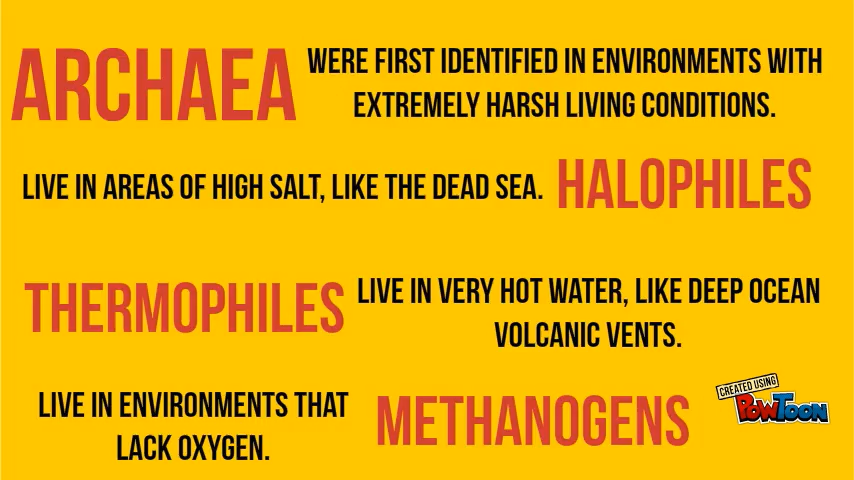 ARCHAEA WERE FIRST IDENTIFIED IN ENVIRONMENTS WITH
EXTREMELY HARSH LIVING CONDITIONS.
LIVE IN AREAS OF HIGH SALT, LIKE THE DEAD SEA. HALOPHILES
THERMOPHILES LIVE IN VERY HOT WATER, LIKE DEEP OCEAN
VOLCANIC VENTS.
LIVE IN ENVIRONMENTS THAT
LACK OXYGEN.
METHANOGENS
CREATED USING
POWTOON